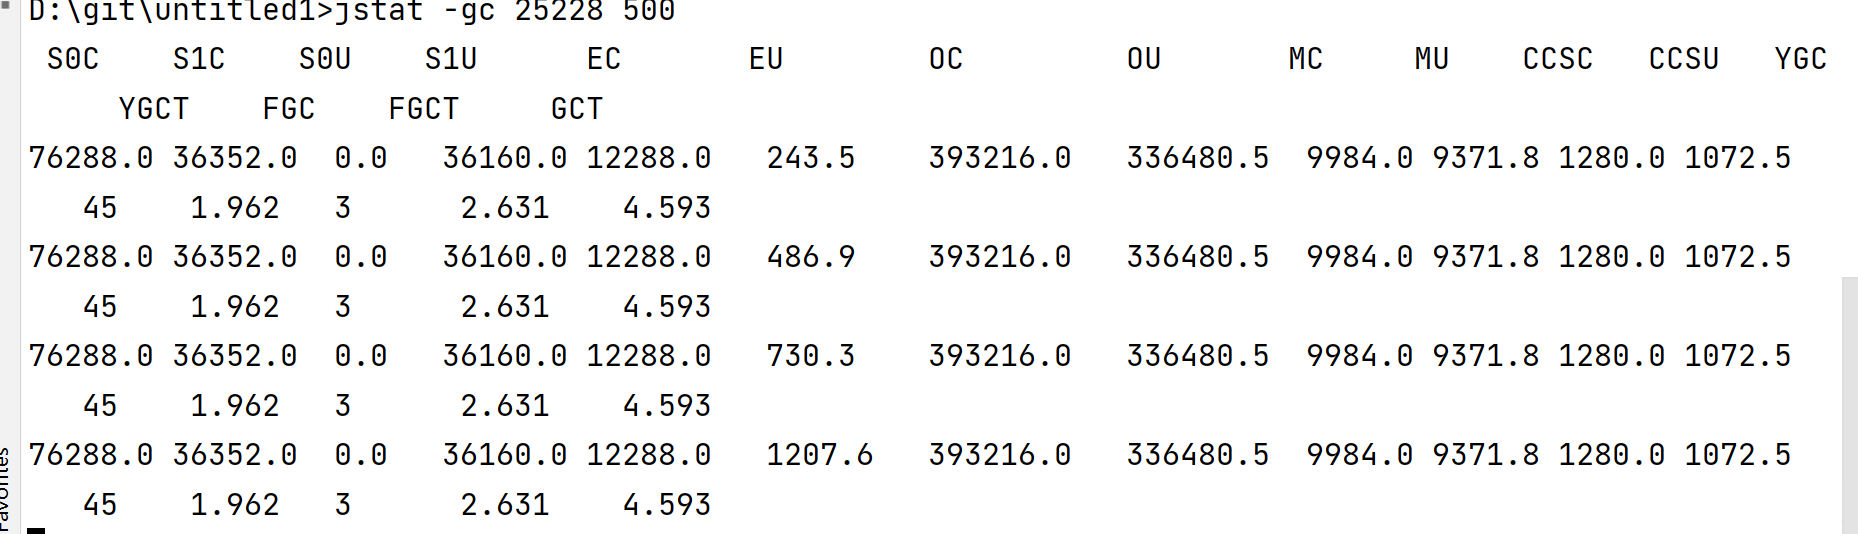 D:\git\untitled1>jstat -gc 25228 500
S0C S1C S0U S1U EC EU OC OU MC MU CCSC CCSU YGC
YGCT FGC FGCT GCT
76288.0 36352.0 0.0 36160.0 12288.0 243.5 393216.0 336480.5 9984.0 9371.8 1280.0 1072.5
45 1.962 3 2.631 4.593
76288.0 36352.0 0.0 36160.0 12288.0 486.9 393216.0 336480.5 9984.0 9371.8 1280.0 1072.5
45 1.962 3 2.631 4.593
76288.0 36352.0 0.0 36160.0 12288.0 730.3 393216.0 336480.5 9984.0 9371.8 1280.0 1072.5
45 1.962 3 2.631 4.593
76288.0 36352.0 0.0 36160.0 12288.0 1207.6 393216.0 336480.5 9984.0 9371.8 1280.0 1072.5
45 1.962 3 2.631 4.593
Favorites